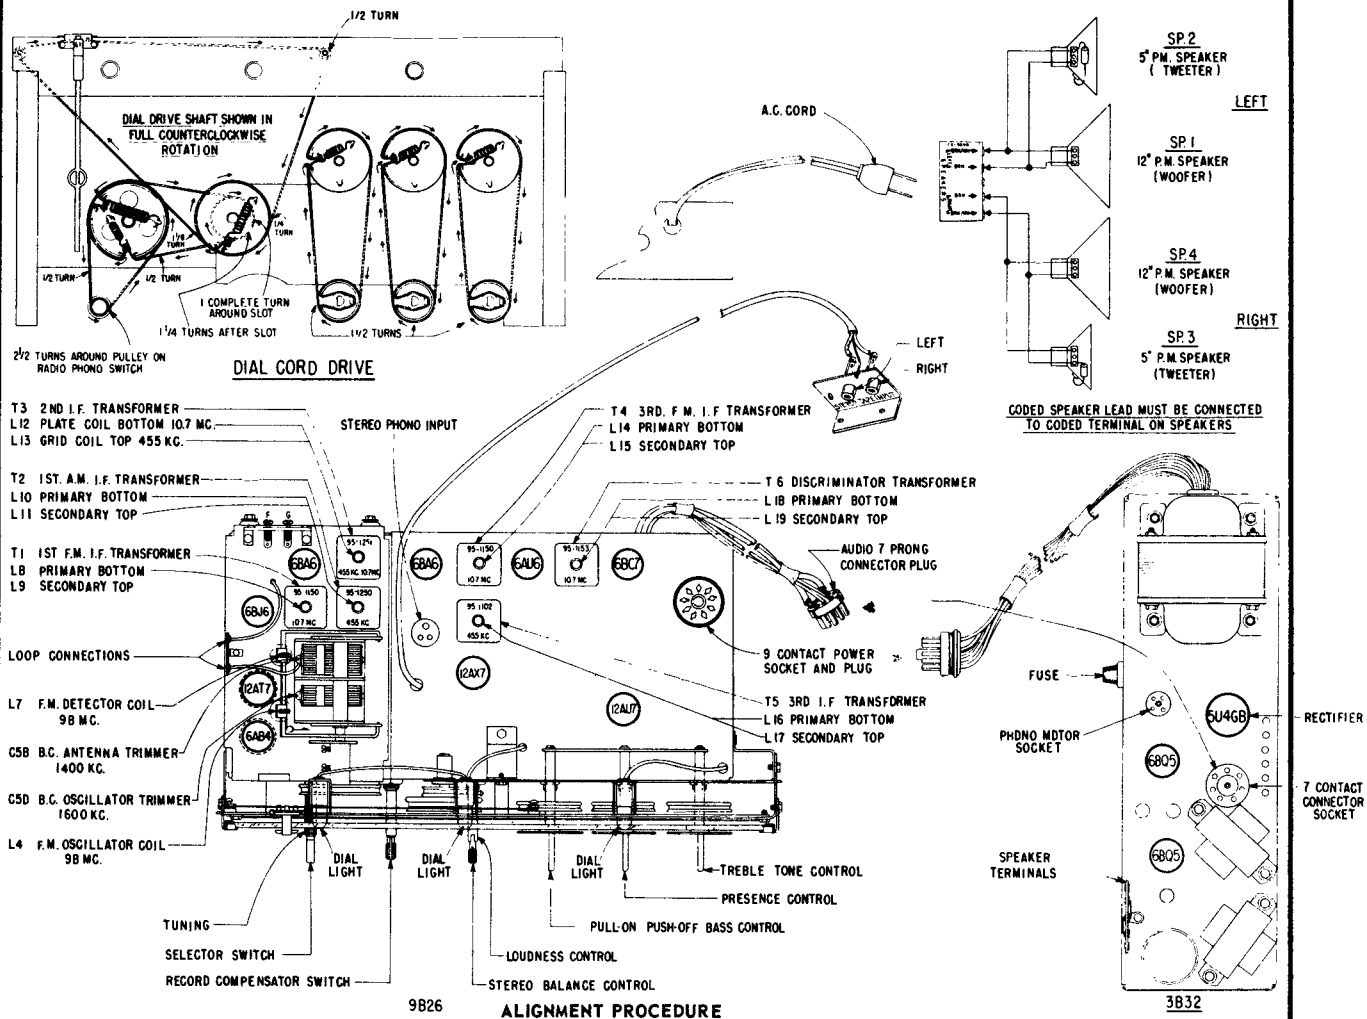 1/2 TURN
DIAL DRIVE SHAFT SHOWN IN
FULL COUNTERCLOCKWISE
ROTATION
1/4
TURN
TURN
1/2 TURN
1/2 TURN
1 COMPLETE TURN
AROUND SLOT
1 1/4 TURNS AFTER SLOT
1 1/2 TURNS
2 1/2 TURNS AROUND PULLEY ON
RADIO PHONO SWITCH
DIAL CORD DRIVE
A.C. CORD
SP. 2
5" PM. SPEAKER
( TWEETER )
LEFT
SP. 1
12" P.M. SPEAKER
(WOOFER)
SP. 4
12" P.M. SPEAKER
(WOOFER)
RIGHT
SP. 3
5" P.M. SPEAKER
(TWEETER)
CODED SPEAKER LEAD MUST BE CONNECTED
TO CODED TERMINAL ON SPEAKERS
LEFT
RIGHT
T3 2ND I.F. TRANSFORMER
L12 PLATE COIL BOTTOM 10.7 MC.
L13 GRID COIL TOP 455 KC.
T2 1ST. A.M. I.F. TRANSFORMER
L10 PRIMARY BOTTOM
L11 SECONDARY TOP
T1 1ST F.M. I.F. TRANSFORMER
L8 PRIMARY BOTTOM
L9 SECONDARY TOP
LOOP CONNECTIONS
L7 F.M. DETECTOR COIL
98 MC.
C5B B.C. ANTENNA TRIMMER
1400 KC.
C5D B.C. OSCILLATOR TRIMMER
1600 KC.
L4 F.M. OSCILLATOR COIL
98 MC.
STEREO PHONO INPUT
T4 3RD. F.M. I.F TRANSFORMER
L14 PRIMARY BOTTOM
L15 SECONDARY TOP
T6 DISCRIMINATOR TRANSFORMER
L18 PRIMARY BOTTOM
L19 SECONDARY TOP
AUDIO 7 PRONG
CONNECTOR PLUG
9 CONTACT POWER
SOCKET AND PLUG
T5 3RD I.F TRANSFORMER
L16 PRIMARY BOTTOM
L17 SECONDARY TOP
F G
6BA6
455 KC. 10.7MC
95-1150
10.7 MC
95-1250
455 KC
6BJ6
12AT7
6AB4
6BA6
95-1150
10.7 MC
6AU6
95-1153
10.7 MC
6BC7
95 1102
455 KC
12AX7
12AU7
DIAL
LIGHT
DIAL
LIGHT
DIAL
LIGHT
TREBLE TONE CONTROL
PRESENCE CONTROL
PULL-ON PUSH-OFF BASS CONTROL
LOUDNESS CONTROL
STEREO BALANCE CONTROL
TUNING
SELECTOR SWITCH
RECORD COMPENSATOR SWITCH
FUSE
PHONO MOTOR
SOCKET
5U4GB
RECTIFIER
6BQ5
7 CONTACT
CONNECTOR
SOCKET
6BQ5
SPEAKER
TERMINALS
9B26
ALIGNMENT PROCEDURE
3B32